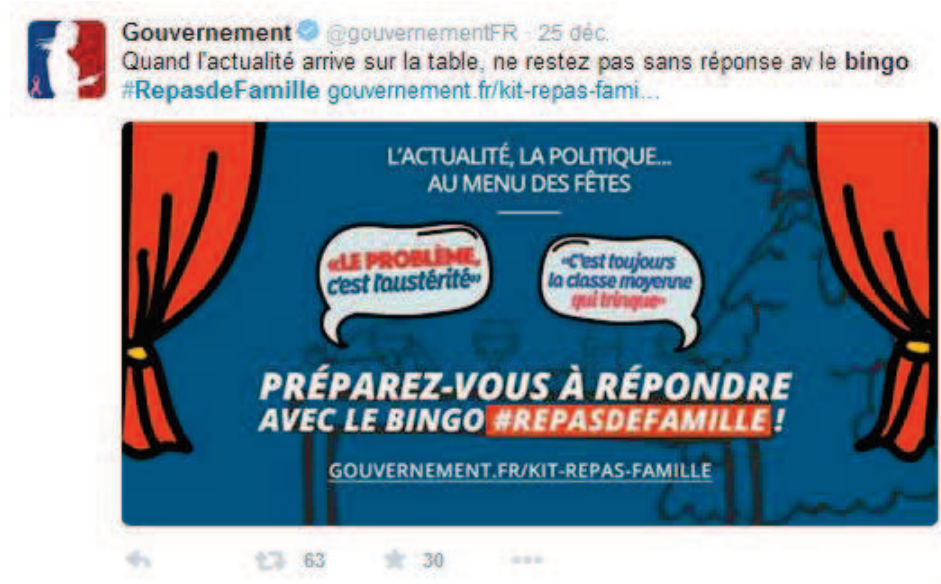 Gouvernement @gouvernementFR · 25 déc.
Quand l'actualité arrive sur la table, ne restez pas sans réponse av le bingo
#RepasdeFamille gouvernement.fr/kit-repas-fami...
L'ACTUALITÉ, LA POLITIQUE...
AU MENU DES FÊTES
«LE PROBLÈME,
c'est l'austérité»
«C'est toujours
la classe moyenne
qui trinque»
PRÉPAREZ-VOUS À RÉPONDRE
AVEC LE BINGO #REPASDEFAMILLE !
GOUVERNEMENT.FR/KIT-REPAS-FAMILLE
63 30